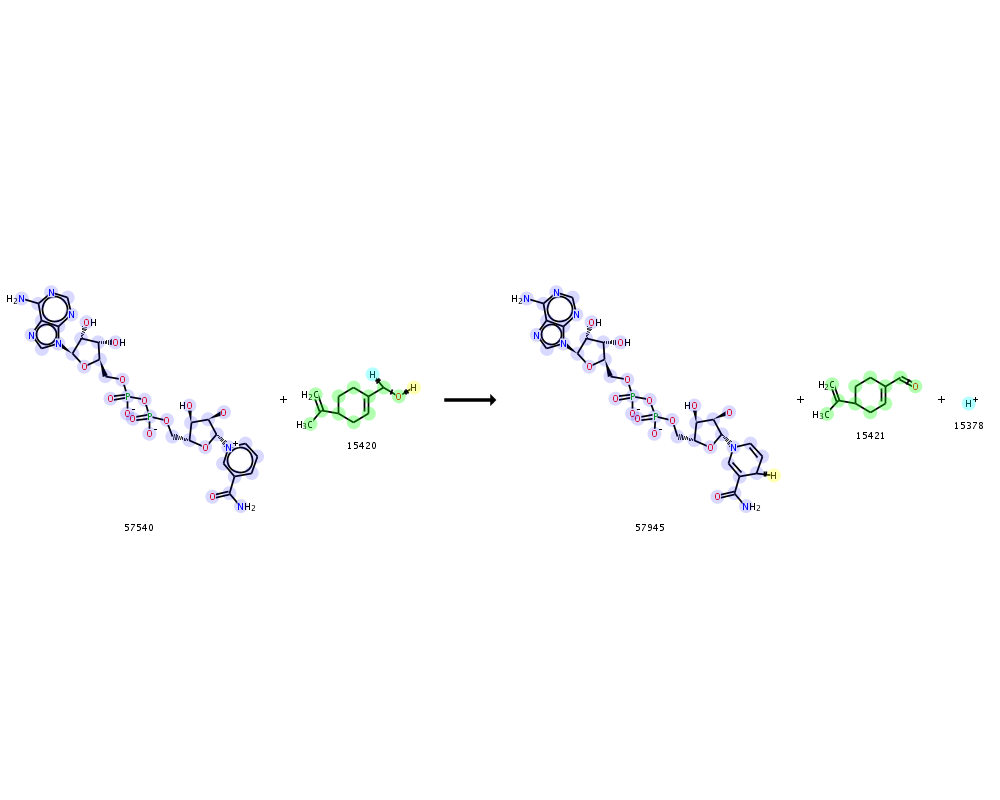 H₂N N N N N OH OH O O O P O⁻ O O P O⁻ O HO O O N⁺ O NH₂
57540
+
H₂C H₃C H O H
15420
H₂N N N N N OH OH O O O P O⁻ O O P O⁻ O HO O O N H O NH₂
57945
+
H₂C H₃C O
15421
+
H⁺
15378